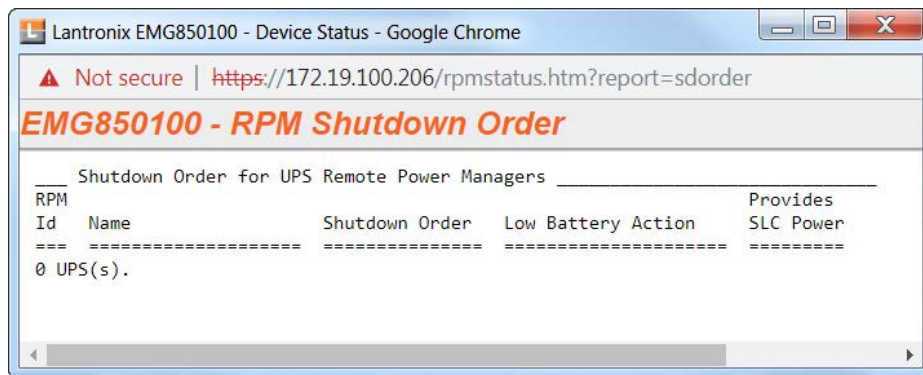 Lantronix EMG850100 - Device Status - Google Chrome
Not secure | https://172.19.100.206/rpmstatus.htm?report=sdorder
EMG850100 - RPM Shutdown Order
___ Shutdown Order for UPS Remote Power Managers ______________________________
RPM Provides
Id Name Shutdown Order Low Battery Action SLC Power
=== ==================== =============== ===================== =========
0 UPS(s).